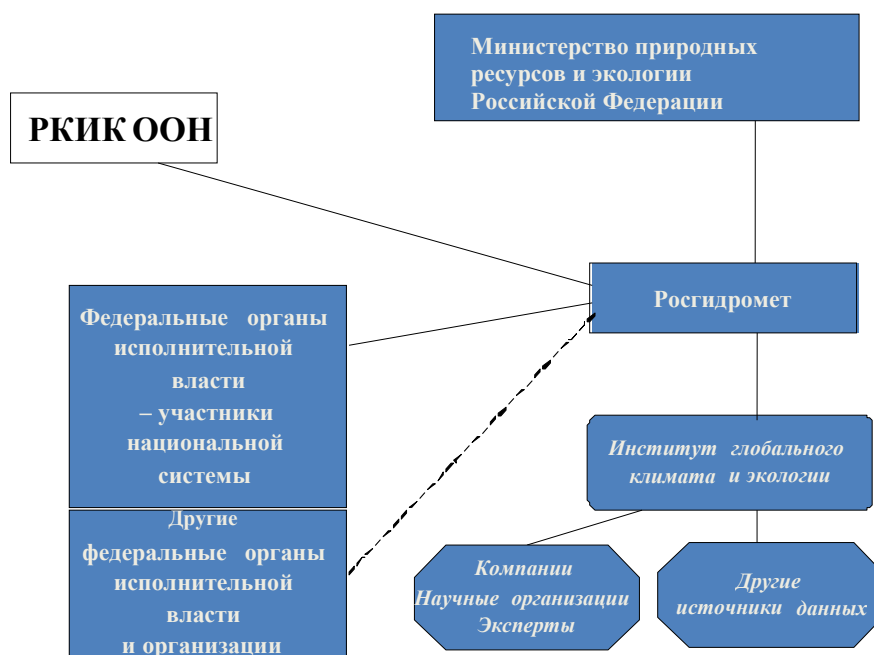 Министерство природных
ресурсов и экологии
Российской Федерации
РКИК ООН
Росгидромет
Федеральные органы
исполнительной
власти
– участники
национальной
системы
Институт глобального
климата и экологии
Другие
федеральные органы
исполнительной
власти
и организации
Компании
Научные организации
Эксперты
Другие
источники данных